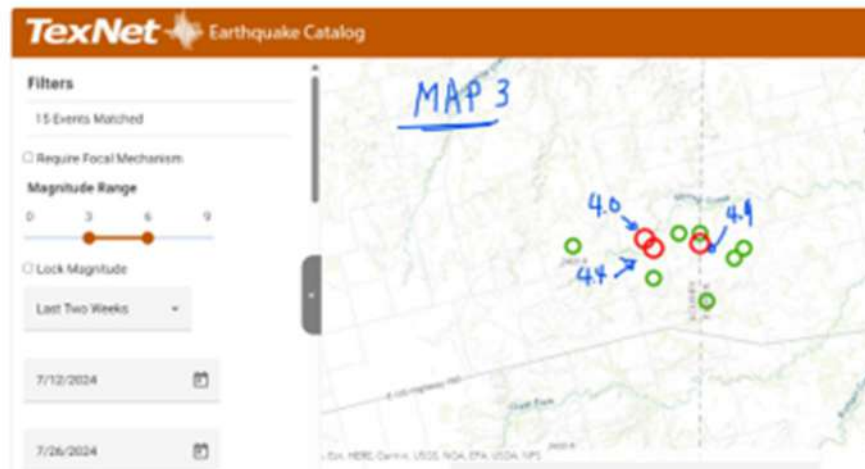 TexNet Earthquake Catalog
Filters
15 Events Matched
Require Focal Mechanism
Magnitude Range
0 3 6 9
Lock Magnitude
Last Two Weeks
7/12/2024
7/26/2024
MAP 3
4.0
4.9
4.4